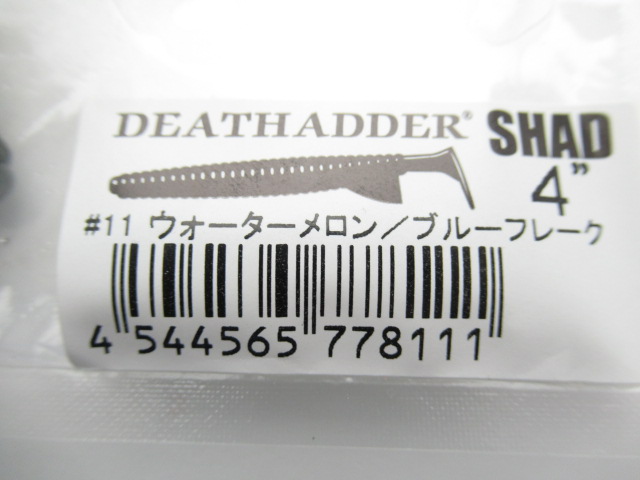 DEATHADDER® SHAD
4"
#11 ウォーターメロン／ブルーフレーク
4 544565 778111